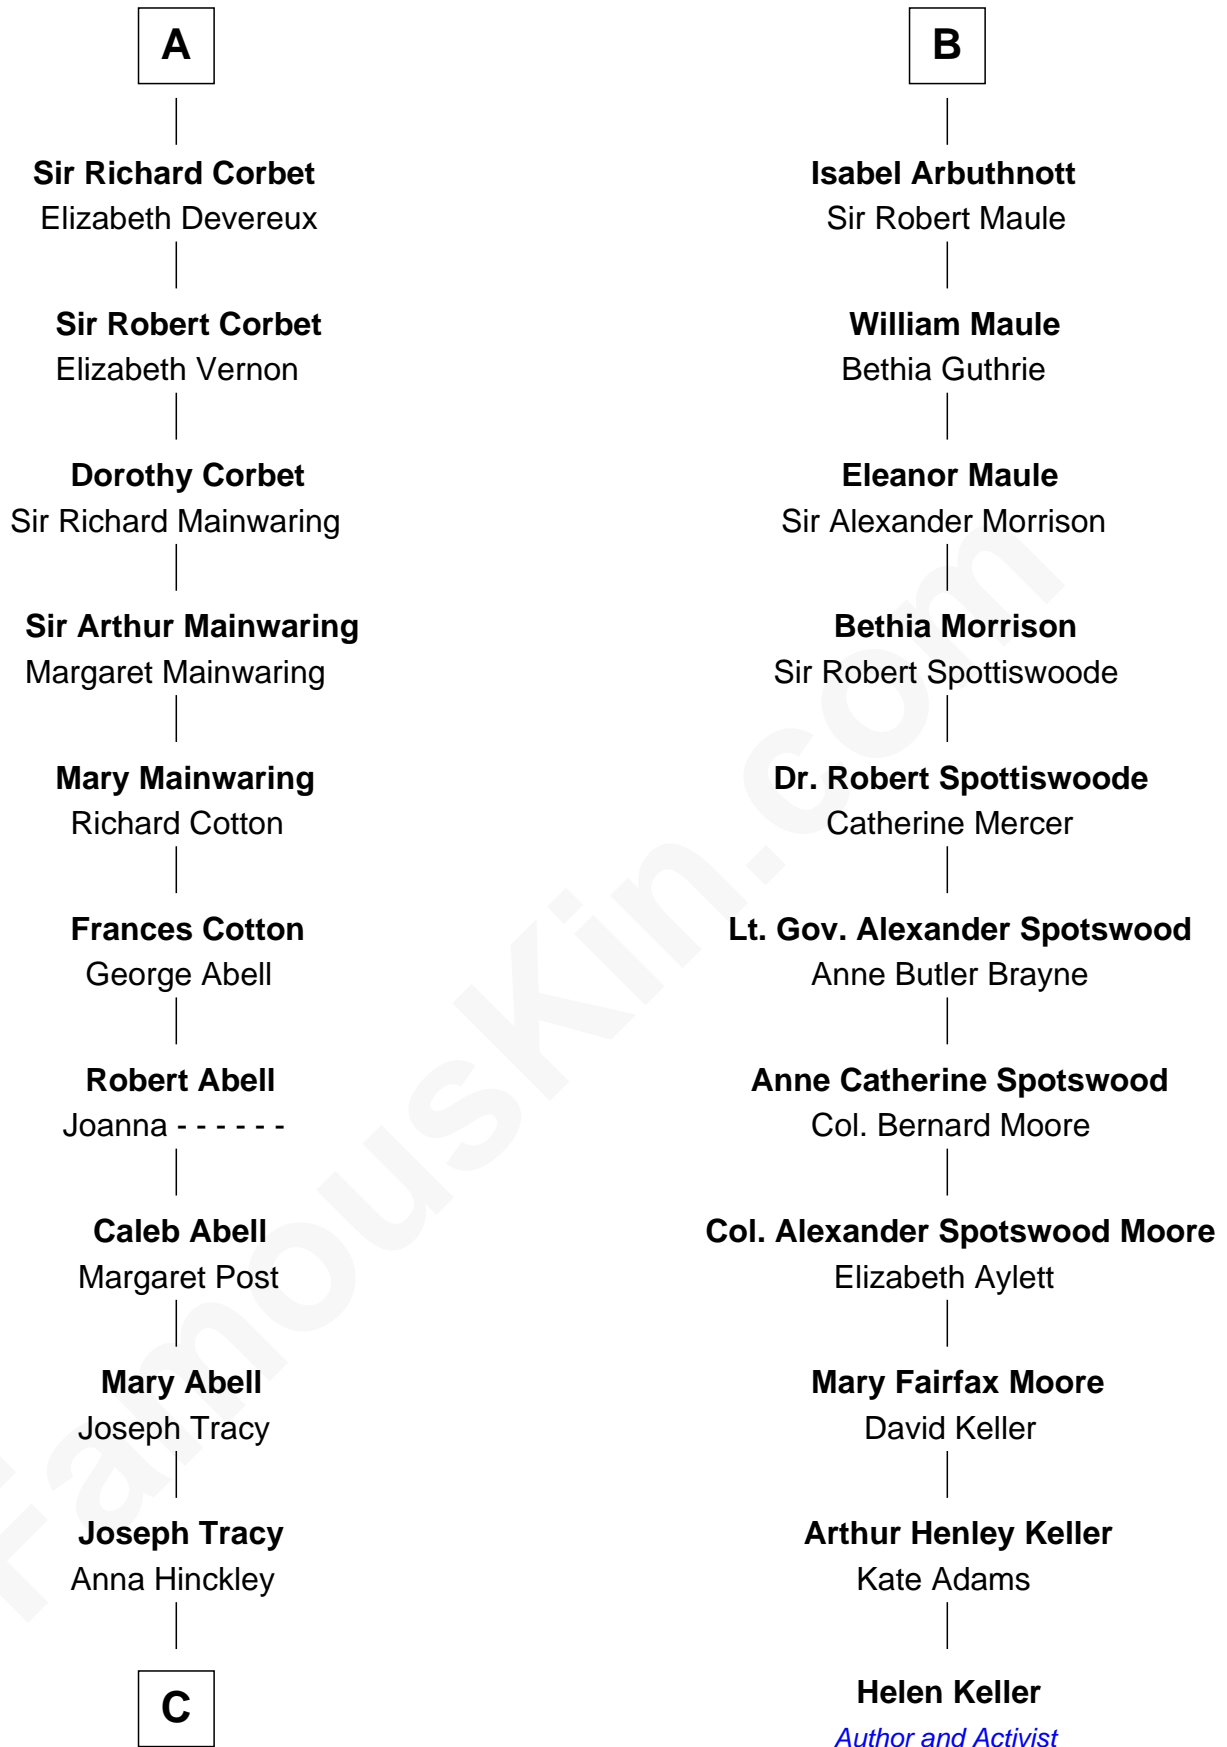 A
Sir Richard Corbet
Elizabeth Devereux
Sir Robert Corbet
Elizabeth Vernon
Dorothy Corbet
Sir Richard Mainwaring
Sir Arthur Mainwaring
Margaret Mainwaring
Mary Mainwaring
Richard Cotton
Frances Cotton
George Abell
Robert Abell
Joanna - - - - - -
Caleb Abell
Margaret Post
Mary Abell
Joseph Tracy
Joseph Tracy
Anna Hinckley
C
B
Isabel Arbuthnott
Sir Robert Maule
William Maule
Bethia Guthrie
Eleanor Maule
Sir Alexander Morrison
Bethia Morrison
Sir Robert Spottiswoode
Dr. Robert Spottiswoode
Catherine Mercer
Lt. Gov. Alexander Spotswood
Anne Butler Brayne
Anne Catherine Spotswood
Col. Bernard Moore
Col. Alexander Spotswood Moore
Elizabeth Aylett
Mary Fairfax Moore
David Keller
Arthur Henley Keller
Kate Adams
Helen Keller
Author and Activist
FamousKin.com